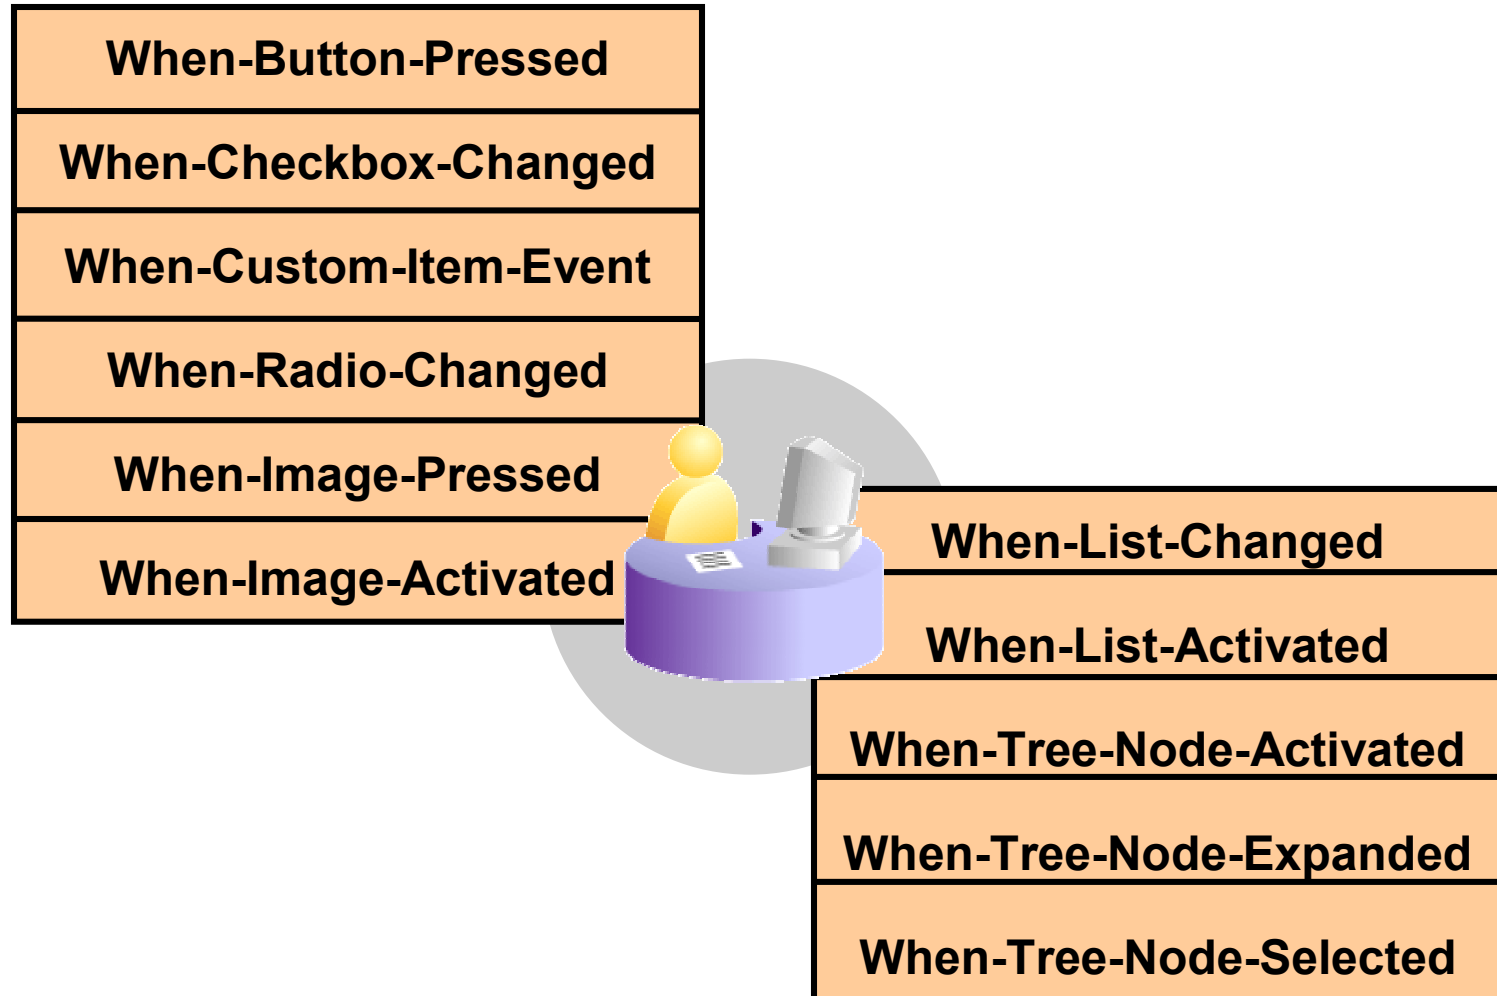 When-Button-Pressed
When-Checkbox-Changed
When-Custom-Item-Event
When-Radio-Changed
When-Image-Pressed
When-Image-Activated
When-List-Changed
When-List-Activated
When-Tree-Node-Activated
When-Tree-Node-Expanded
When-Tree-Node-Selected